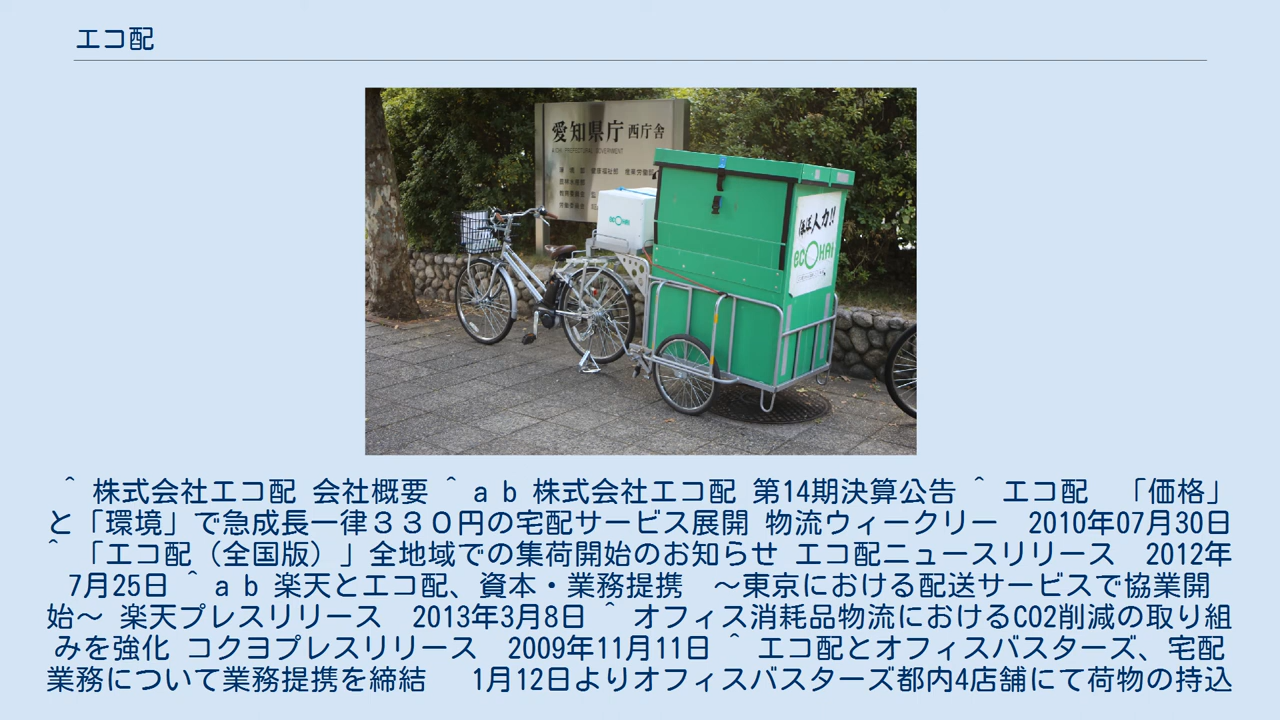 エコ配
愛知県庁 西庁舎
AICHI PREFECTURAL GOVERNMENT
ecOHAI
人力!!
ecOHAI
^ 株式会社エコ配 会社概要 ^ a b 株式会社エコ配 第14期決算公告 ^ エコ配　「価格」
と「環境」で急成長一律３３０円の宅配サービス展開 物流ウィークリー　2010年07月30日
^ 「エコ配（全国版）」全地域での集荷開始のお知らせ エコ配ニュースリリース　2012年
7月25日 ^ a b 楽天とエコ配、資本・業務提携　〜東京における配送サービスで協業開
始〜 楽天プレスリリース　2013年3月8日 ^ オフィス消耗品物流におけるCO2削減の取り組
みを強化 コクヨプレスリリース　2009年11月11日 ^ エコ配とオフィスバスターズ、宅配
業務について業務提携を締結　 1月12日よりオフィスバスターズ都内4店舗にて荷物の持込